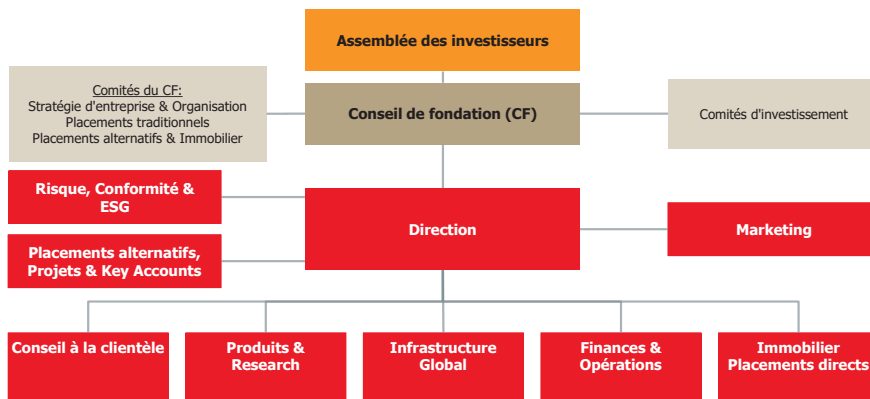 Assemblée des investisseurs
Comités du CF:
Stratégie d'entreprise & Organisation
Placements traditionnels
Placements alternatifs & Immobilier
Conseil de fondation (CF)
Comités d'investissement
Risque, Conformité &
ESG
Direction
Marketing
Placements alternatifs,
Projets & Key Accounts
Conseil à la clientèle
Produits &
Research
Infrastructure
Global
Finances &
Opérations
Immobilier
Placements directs